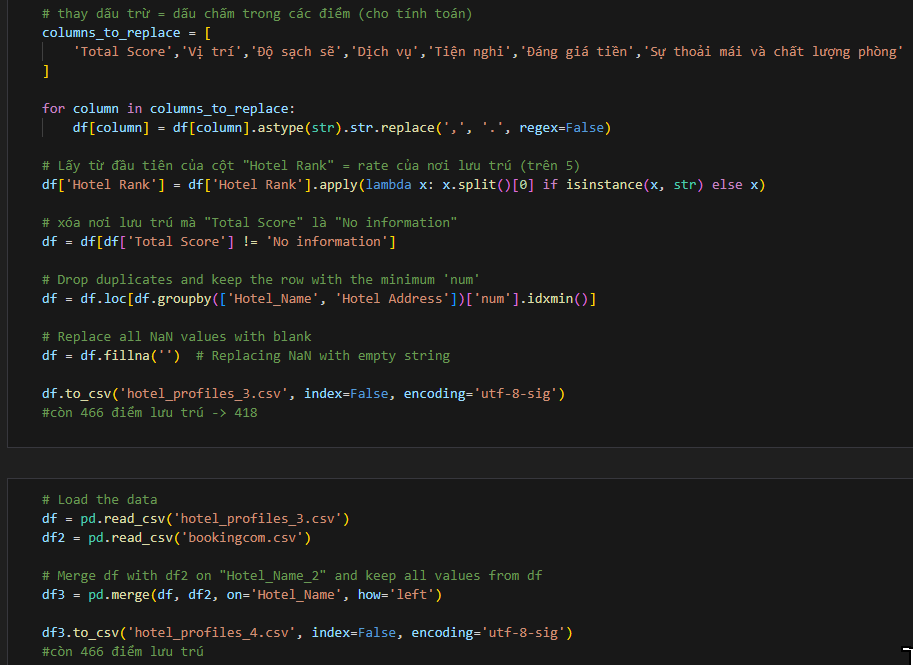 # thay dấu trừ = dấu chấm trong các điểm (cho tính toán)
columns_to_replace = [
    'Total Score','Vị trí','Độ sạch sẽ','Dịch vụ','Tiện nghi','Đáng giá tiền','Sự thoải mái và chất lượng phòng'
]
for column in columns_to_replace:
    df[column] = df[column].astype(str).str.replace(',', '.', regex=False)
# Lấy từ đầu tiên của cột "Hotel Rank" = rate của nơi lưu trú (trên 5)
df['Hotel Rank'] = df['Hotel Rank'].apply(lambda x: x.split()[0] if isinstance(x, str) else x)
# xóa nơi lưu trú mà "Total Score" là "No information"
df = df[df['Total Score'] != 'No information']
# Drop duplicates and keep the row with the minimum 'num'
df = df.loc[df.groupby(['Hotel_Name', 'Hotel Address'])['num'].idxmin()]
# Replace all NaN values with blank
df = df.fillna('')  # Replacing NaN with empty string
df.to_csv('hotel_profiles_3.csv', index=False, encoding='utf-8-sig')
#còn 466 điểm lưu trú -> 418
# Load the data
df = pd.read_csv('hotel_profiles_3.csv')
df2 = pd.read_csv('bookingcom.csv')
# Merge df with df2 on "Hotel_Name_2" and keep all values from df
df3 = pd.merge(df, df2, on='Hotel_Name', how='left')
df3.to_csv('hotel_profiles_4.csv', index=False, encoding='utf-8-sig')
#còn 466 điểm lưu trú